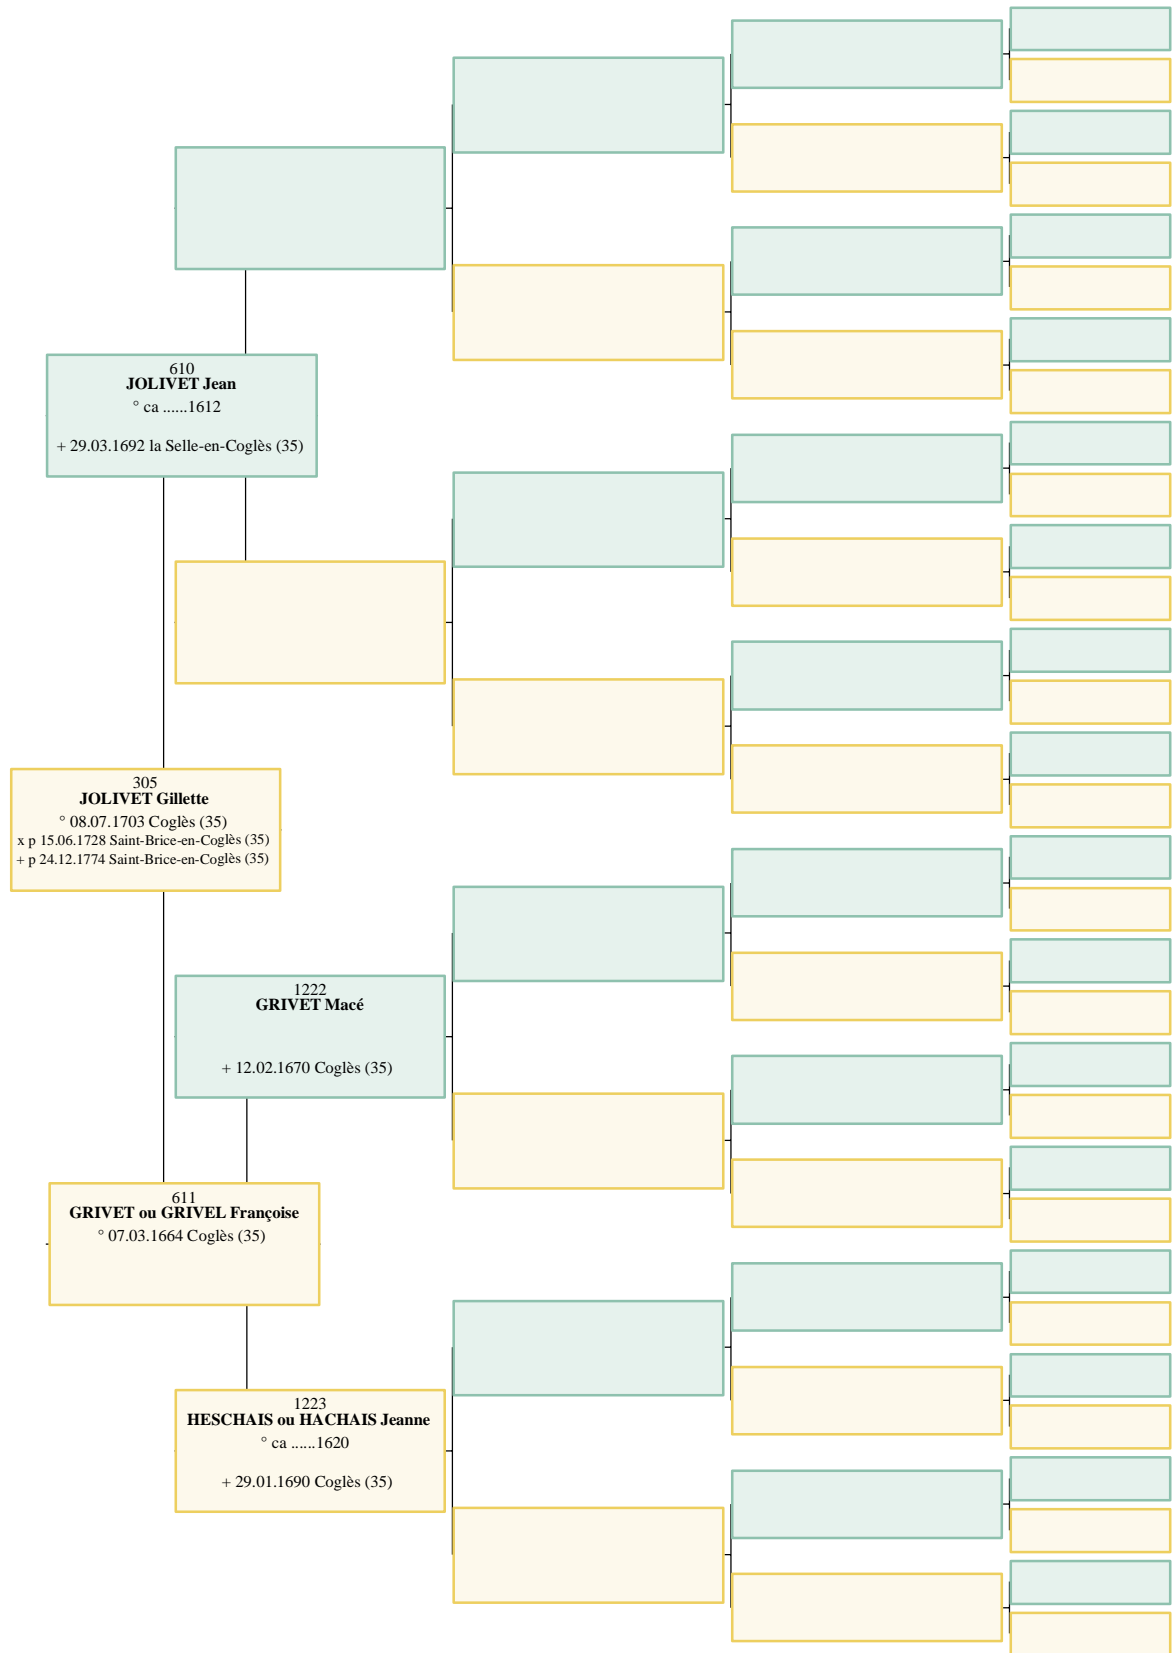 610
JOLIVET Jean
° ca ......1612
+ 29.03.1692 la Selle-en-Coglès (35)
305
JOLIVET Gillette
° 08.07.1703 Coglès (35)
x p 15.06.1728 Saint-Brice-en-Coglès (35)
+ p 24.12.1774 Saint-Brice-en-Coglès (35)
1222
GRIVET Macé
+ 12.02.1670 Coglès (35)
611
GRIVET ou GRIVEL Françoise
° 07.03.1664 Coglès (35)
1223
HESCHAIS ou HACHAIS Jeanne
° ca ......1620
+ 29.01.1690 Coglès (35)